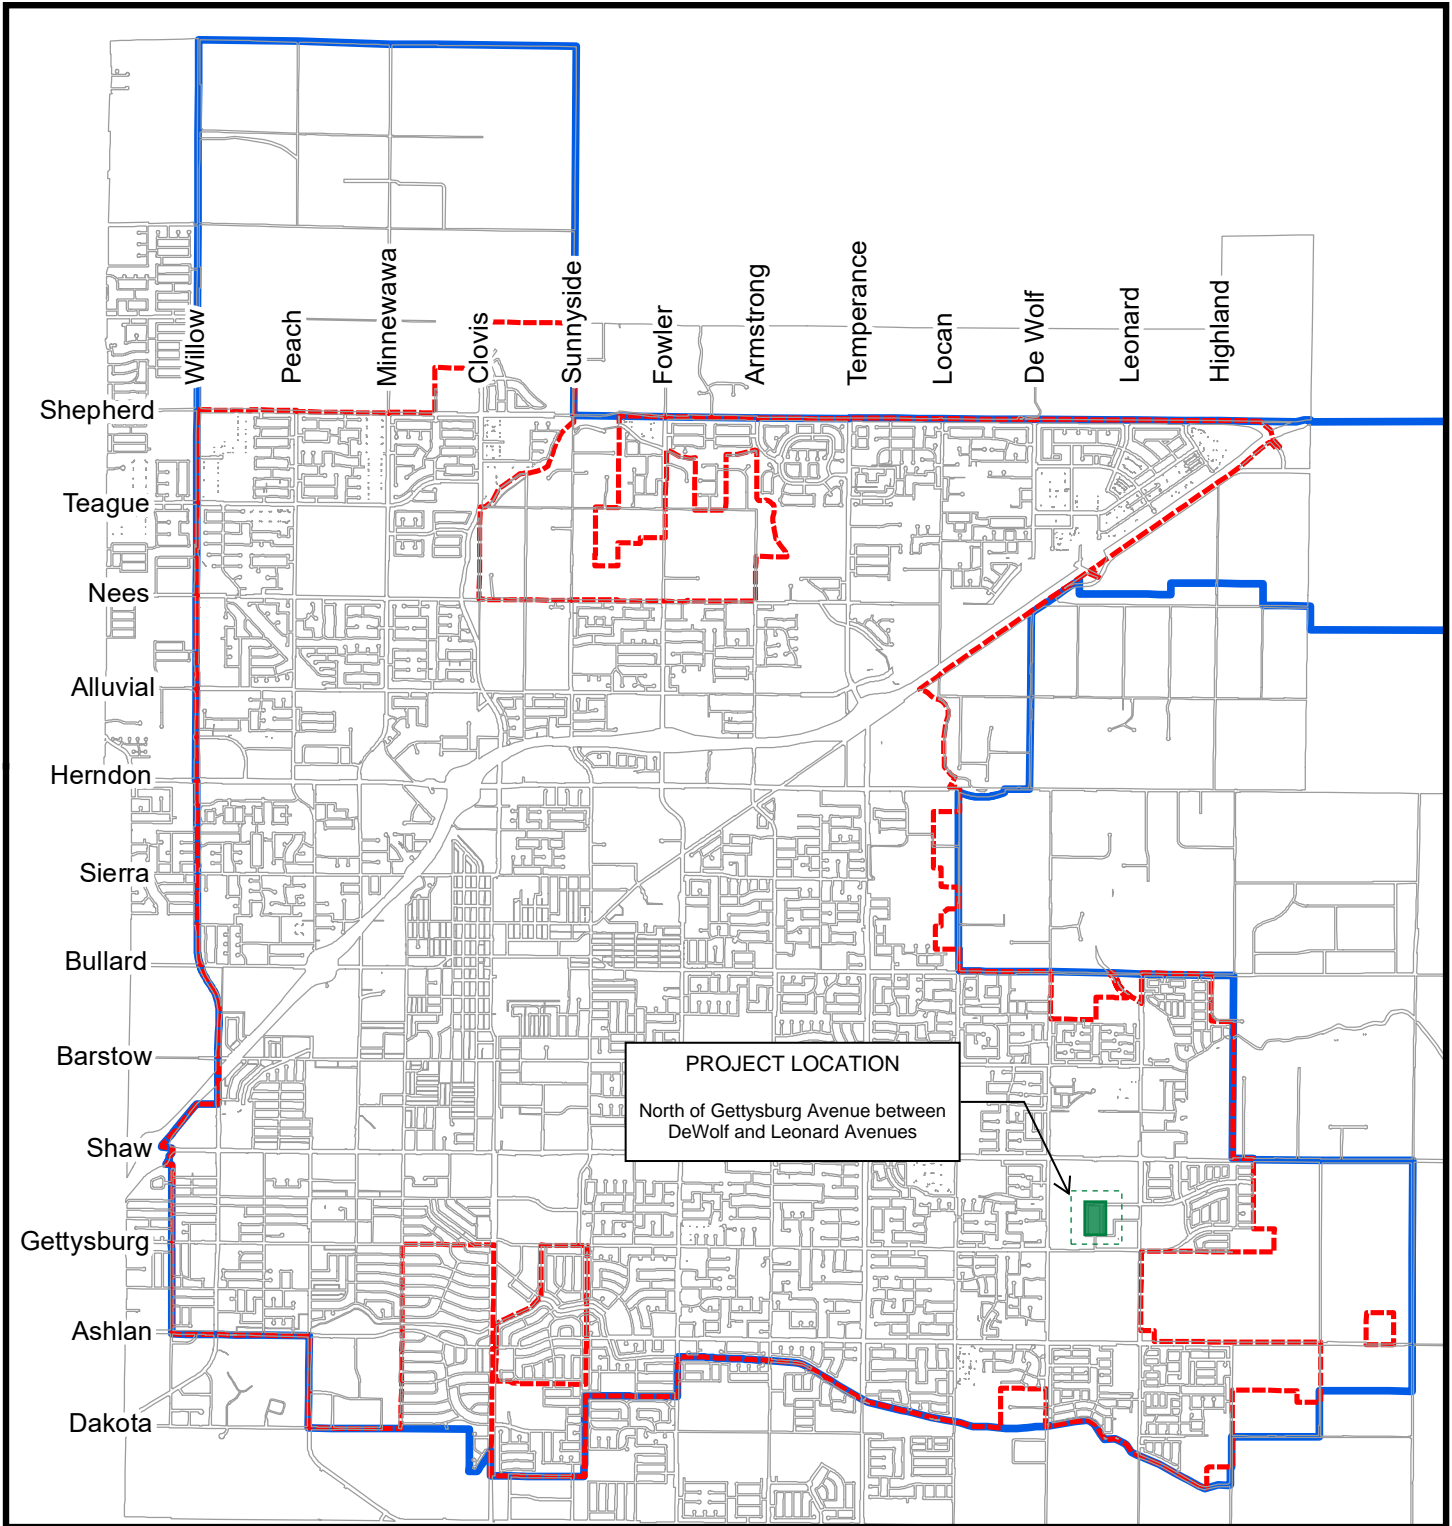 Willow
Peach
Minnewawa
Clovis
Sunnyside
Fowler
Armstrong
Temperance
Locan
De Wolf
Leonard
Highland
Shepherd
Teague
Nees
Alluvial
Herndon
Sierra
Bullard
Barstow
Shaw
Gettysburg
Ashlan
Dakota
PROJECT LOCATION
North of Gettysburg Avenue between
DeWolf and Leonard Avenues